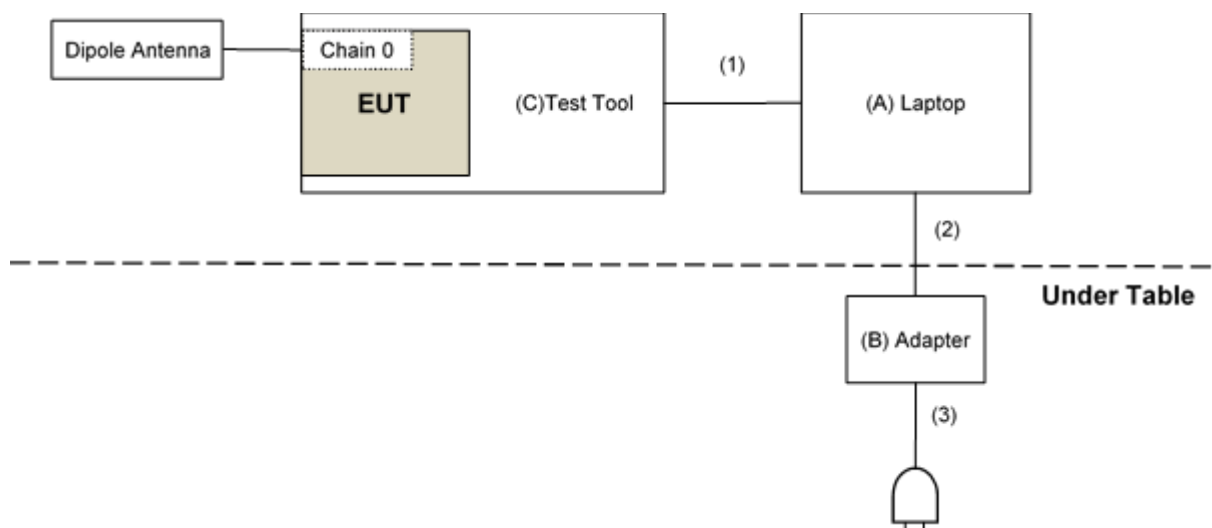 Dipole Antenna
Chain 0
EUT
(C)Test Tool
(1)
(A) Laptop
(2)
Under Table
(B) Adapter
(3)